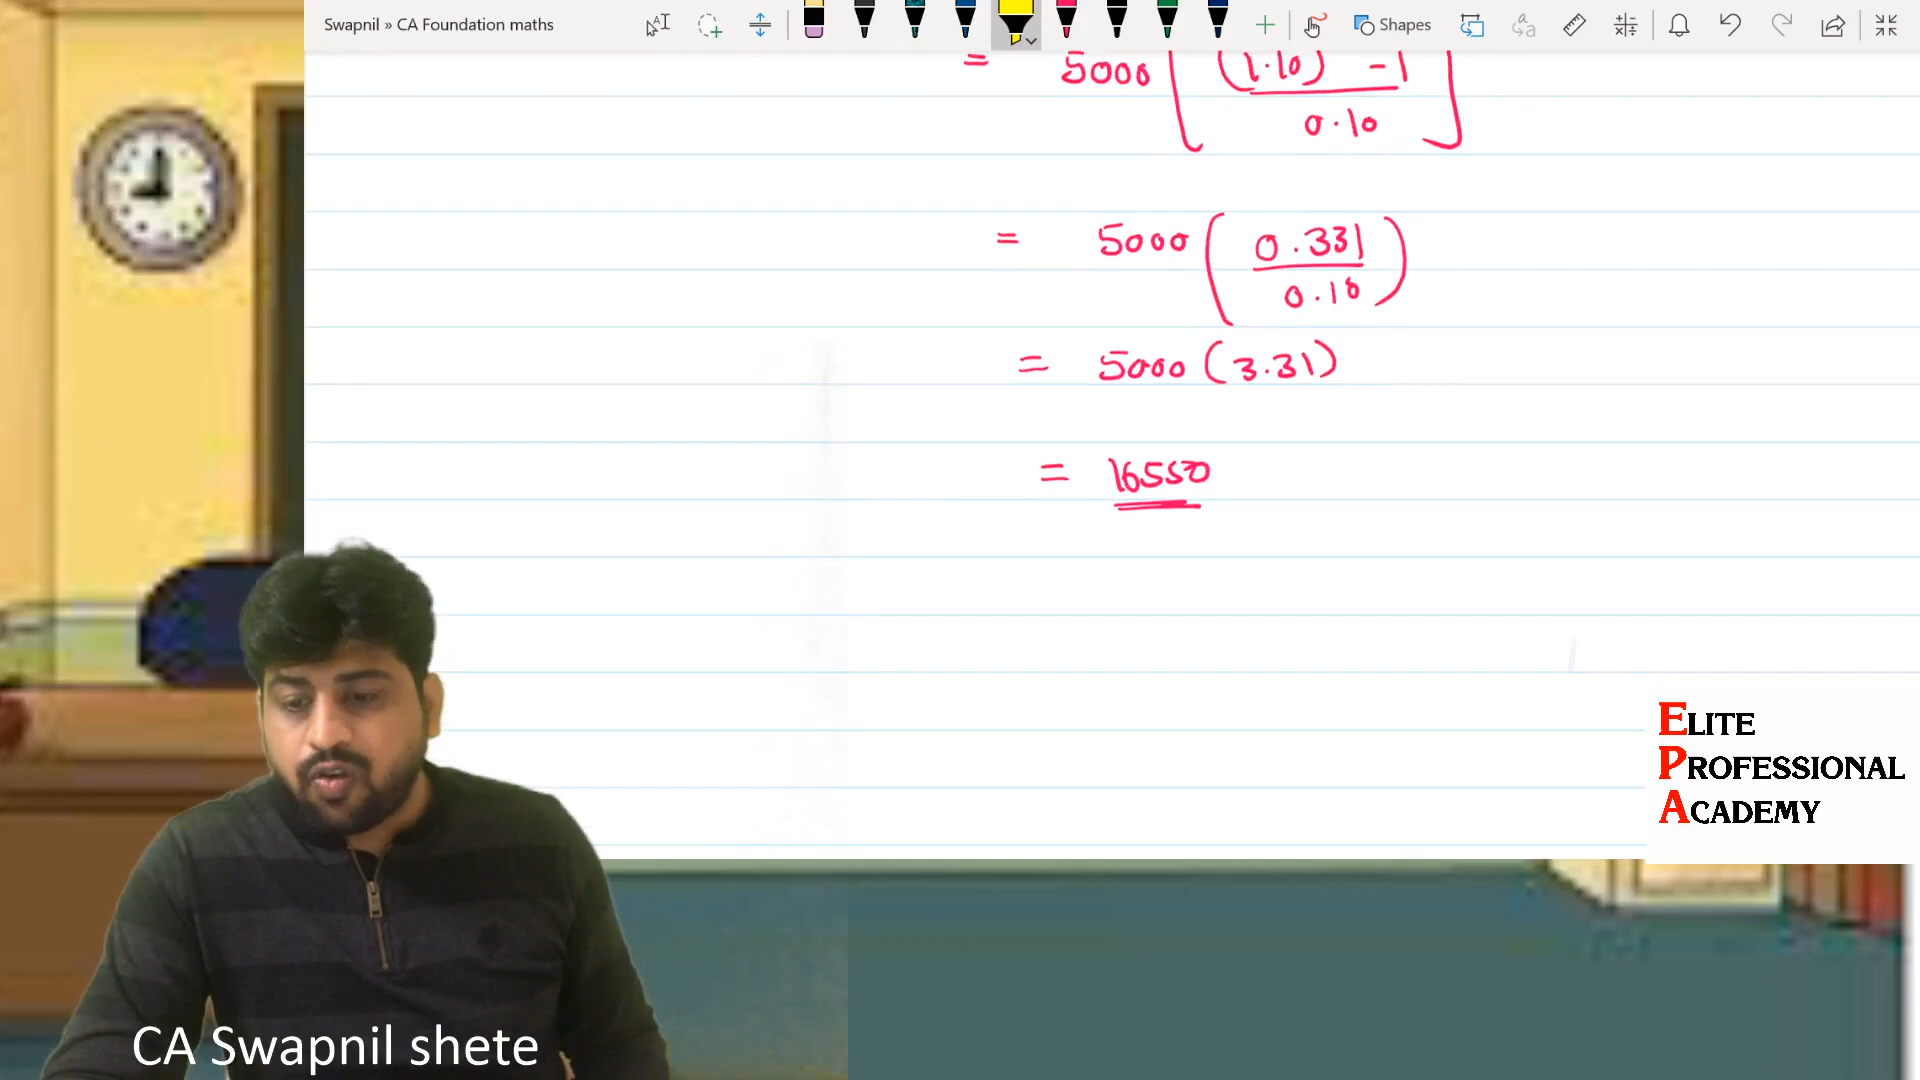 Swapnil » CA Foundation maths
Shapes
= 5000 [ (1.10) -1
0.10 ]
= 5000 ( 0.331
0.10 )
= 5000 (3.31)
= 16550
ELITE
PROFESSIONAL
ACADEMY
CA Swapnil shete